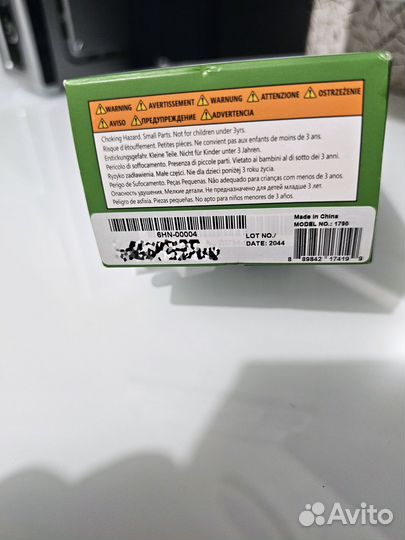 WARNING AVERTISSEMENT WARNUNG ATTENZIONE OSTRZEŻENIE
AVISO ПРЕДУПРЕЖДЕНИЕ ADVERTENCIA
Choking Hazard. Small Parts. Not for children under 3yrs.
Risque d'étouffement. Petites pièces. Ne convient pas aux enfants de moins de 3 ans.
Erstickungsgefahr. Kleine Teile. Nicht für Kinder unter 3 Jahren.
Pericolo di soffocamento. Presenza di piccole parti. Vietato ai bambini al di sotto dei 3 anni.
Ryzyko zadławienia. Małe części. Nie dla dzieci poniżej 3 roku życia.
Perigo de Sufocamento. Peças Pequenas. Não adequado para crianças com menos de 3 anos.
Опасность удушения. Мелкие детали. Не предназначено для детей младше 3 лет.
Peligro de asfixia. Piezas pequeñas. No apto para niños menores de 3 años.
6HN-00004
LOT NO./
DATE: 2044
Made in China
MODEL NO.: 1795
8 89842 17419 9
Avito